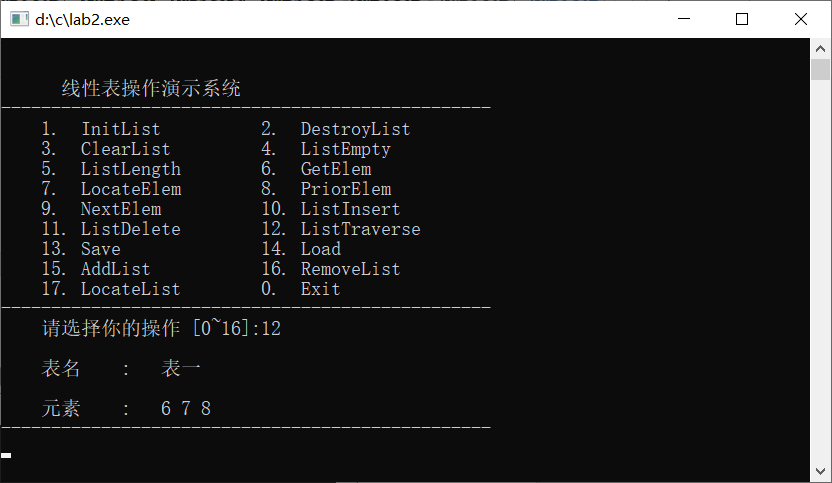 d:\c\lab2.exe
线性表操作演示系统
-------------------------------------------------
1. InitList 2. DestroyList
3. ClearList 4. ListEmpty
5. ListLength 6. GetElem
7. LocateElem 8. PriorElem
9. NextElem 10. ListInsert
11. ListDelete 12. ListTraverse
13. Save 14. Load
15. AddList 16. RemoveList
17. LocateList 0. Exit
-------------------------------------------------
请选择你的操作 [0~16]:12
表名 : 表一
元素 : 6 7 8
-------------------------------------------------